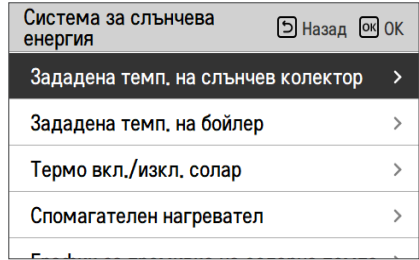 Система за слънчева
енергия
Назад OK OK
Зададена темп. на слънчев колектор
Зададена темп. на бойлер
Термо вкл./изкл. солар
Спомагателен нагревател